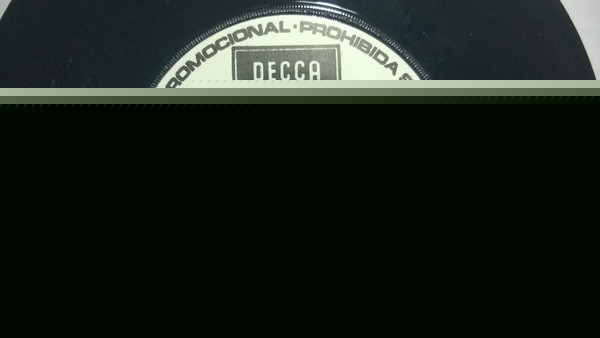 PROMOCIONAL · PROHIBIDA S
DECCA